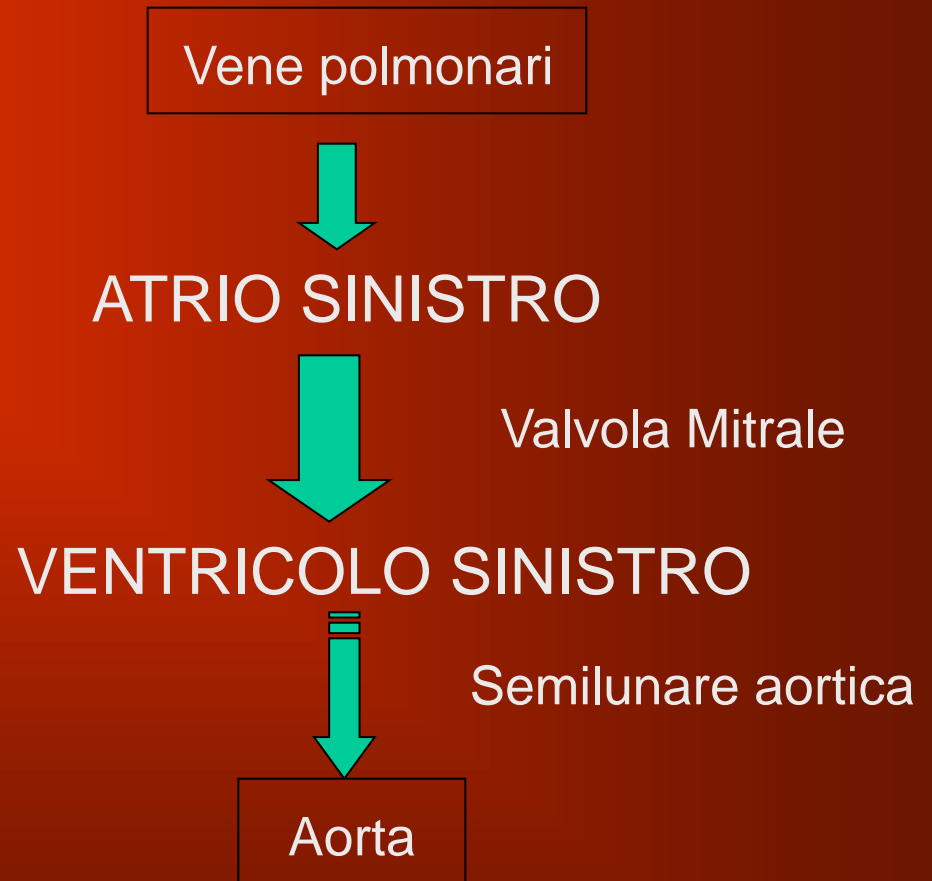 Vene polmonari
ATRIO SINISTRO
Valvola Mitrale
VENTRICOLO SINISTRO
Semilunare aortica
Aorta